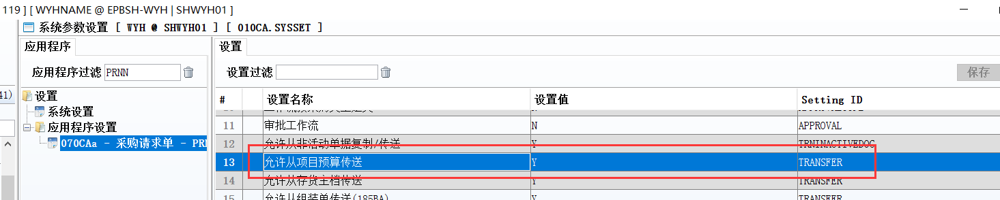 119 ] [ WYHNAME @ EPBSH-WYH | SHWYH01 ]
系统参数设置 [ WYH @ SHWYH01 ] [ 010CA.SYSSET ]
应用程序
设置
应用程序过滤 PRNN
设置过滤
保存
41)
设置
系统设置
应用程序设置
070CAa - 采购请求单 - PRN
# 设置名称 设置值 Setting ID
11 审批工作流 N APPROVAL
12 允许从非活动单据复制/传送 Y TRNINACTIVEDOC
13 允许从项目预算传送 Y TRANSFER
14 允许从存货主档传送 Y TRANSFER
15 允许从组装单传送(185BA) Y TRANSFER